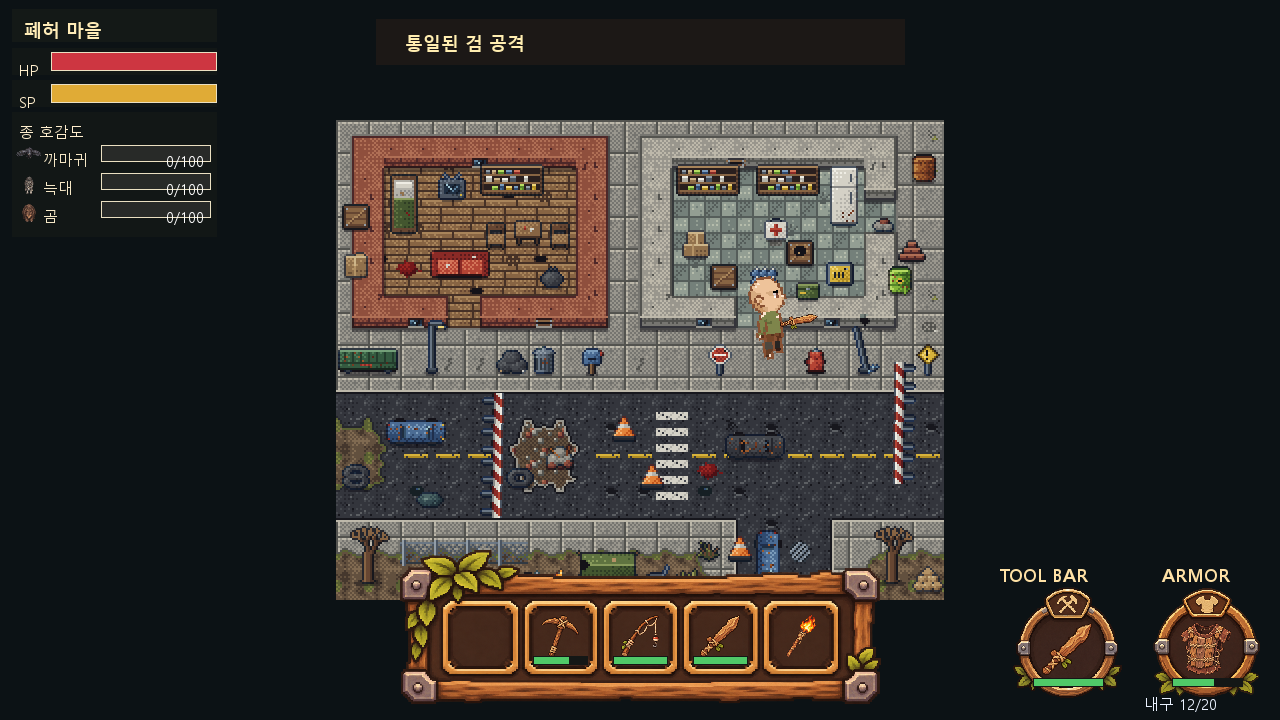 폐허 마을
통일된 검 공격
HP
SP
종 호감도
까마귀 0/100
늑대 0/100
곰 0/100
TOOL BAR
ARMOR
내구 12/20